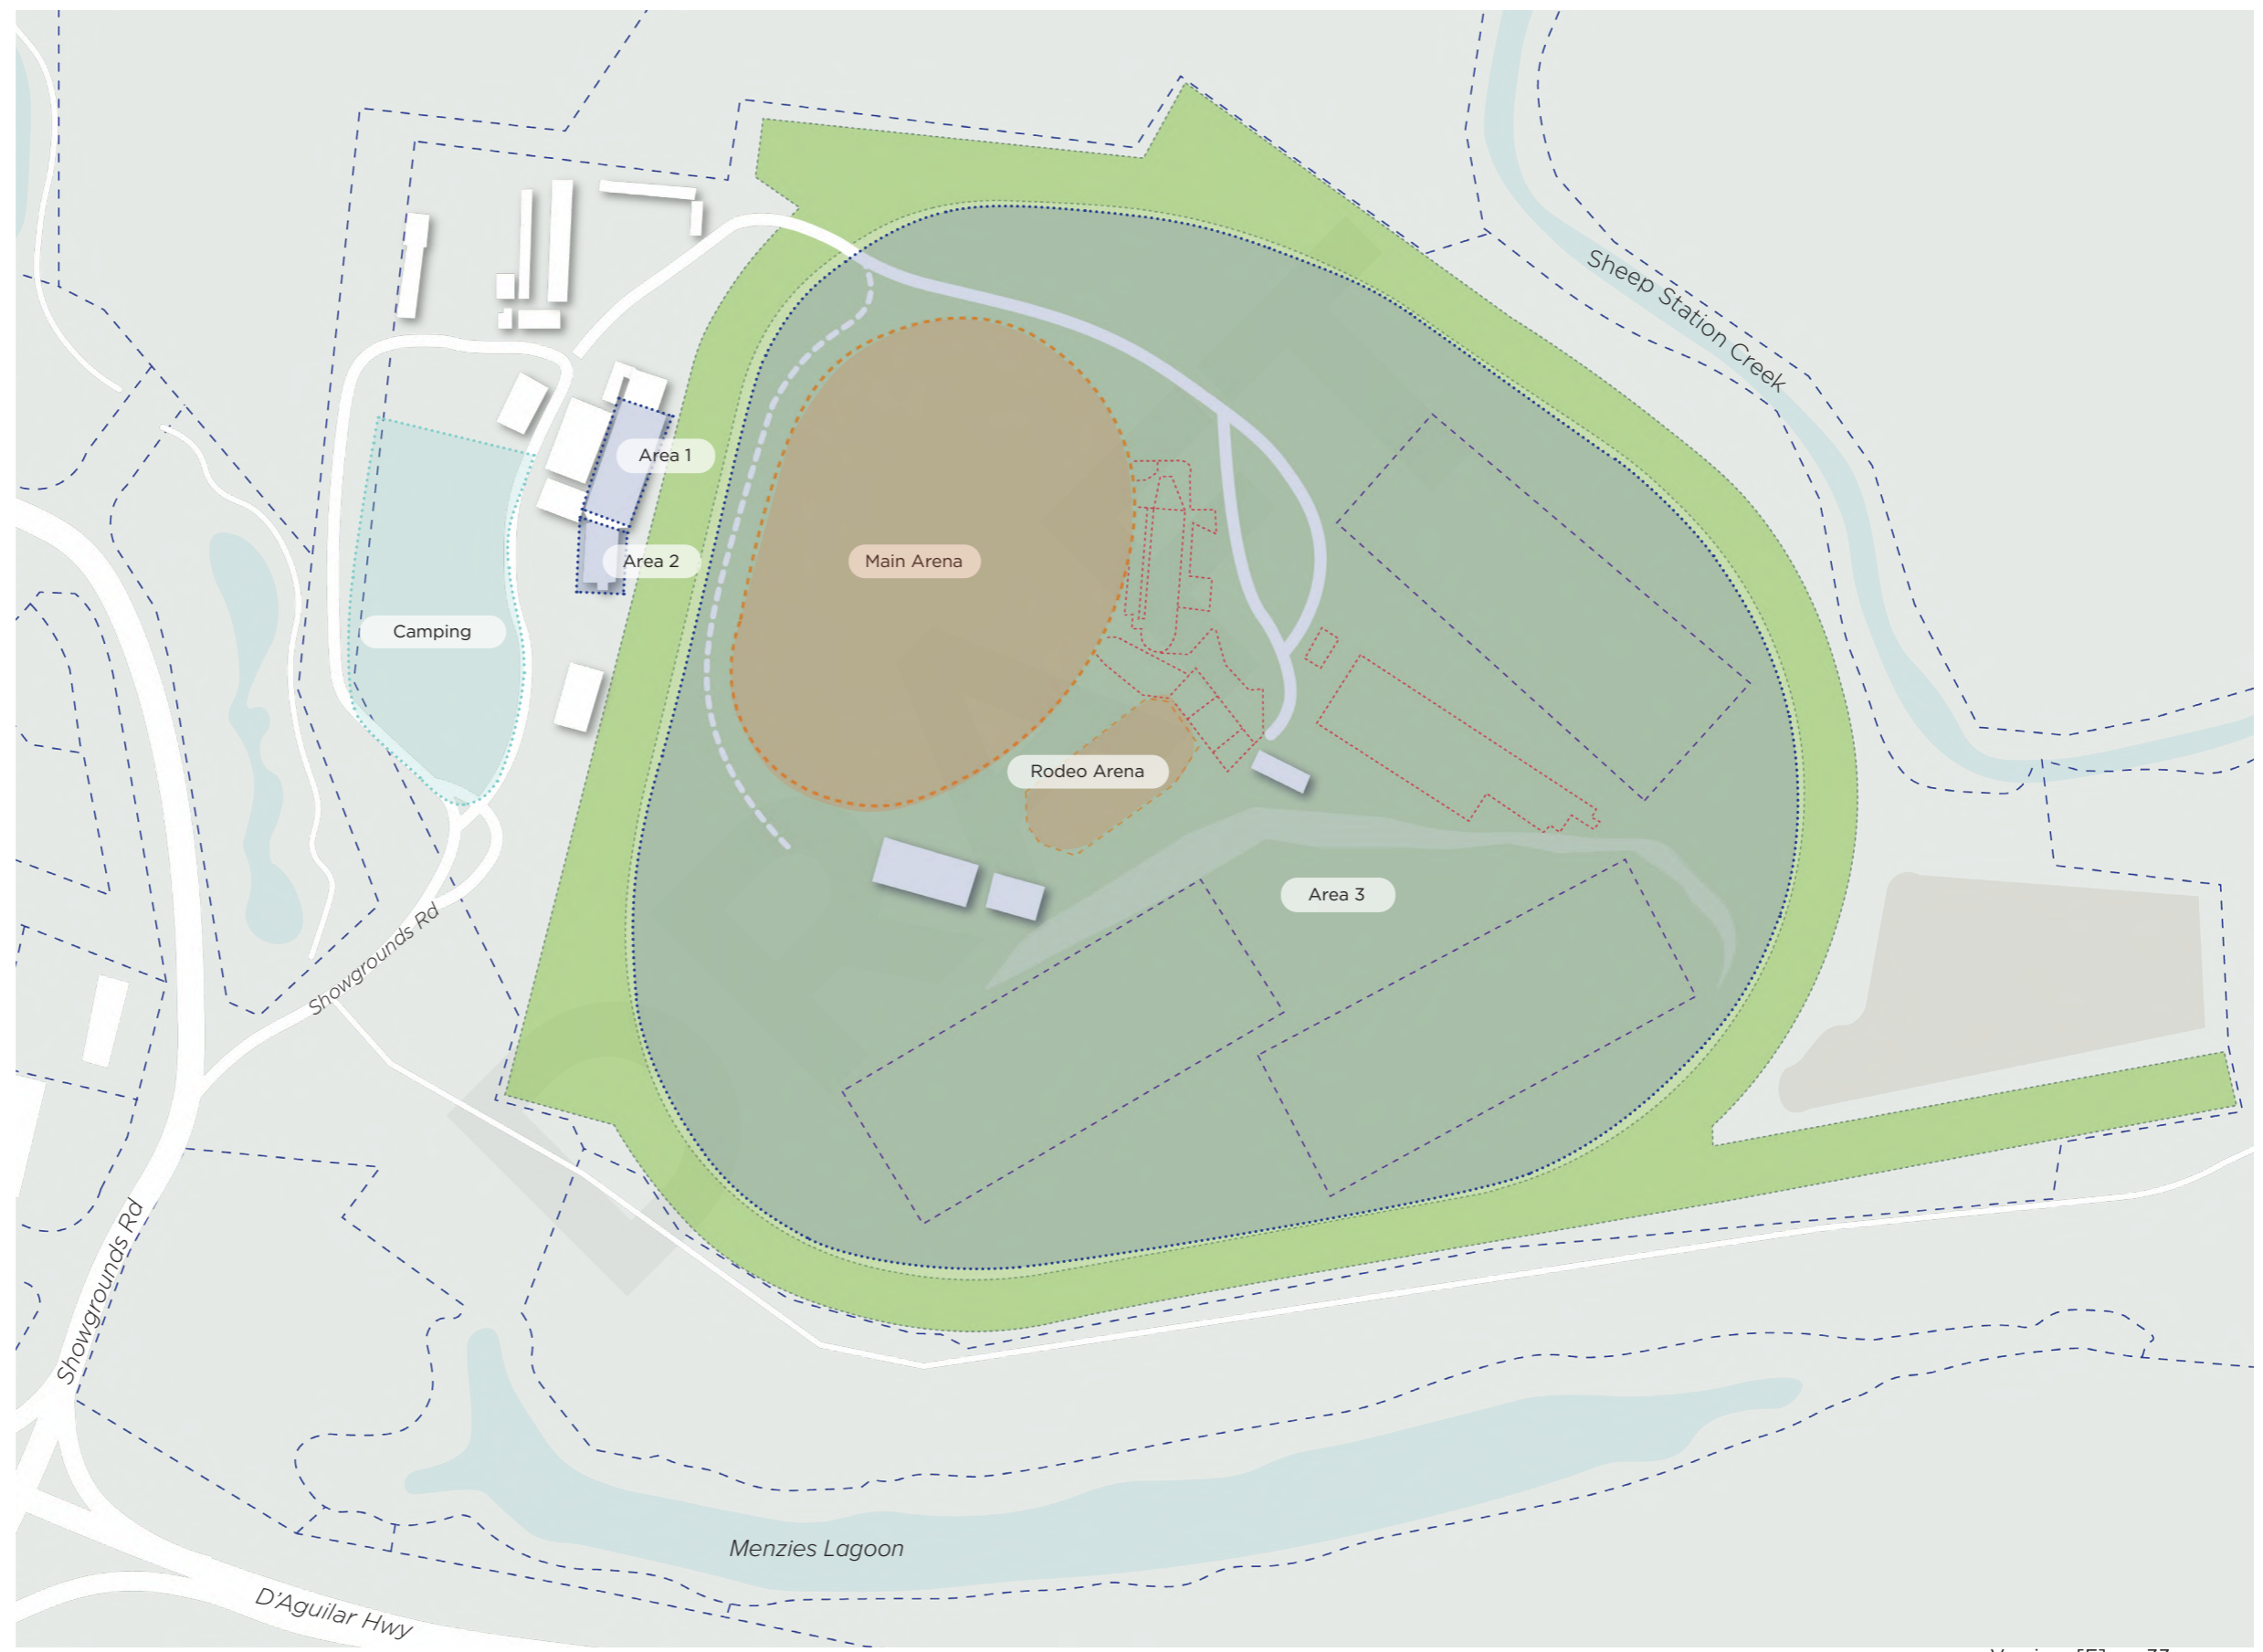 Sheep Station Creek
Area 1
Area 2
Main Arena
Camping
Rodeo Arena
Area 3
Showgrounds Rd
Showgrounds Rd
Menzies Lagoon
D'Aguilar Hwy